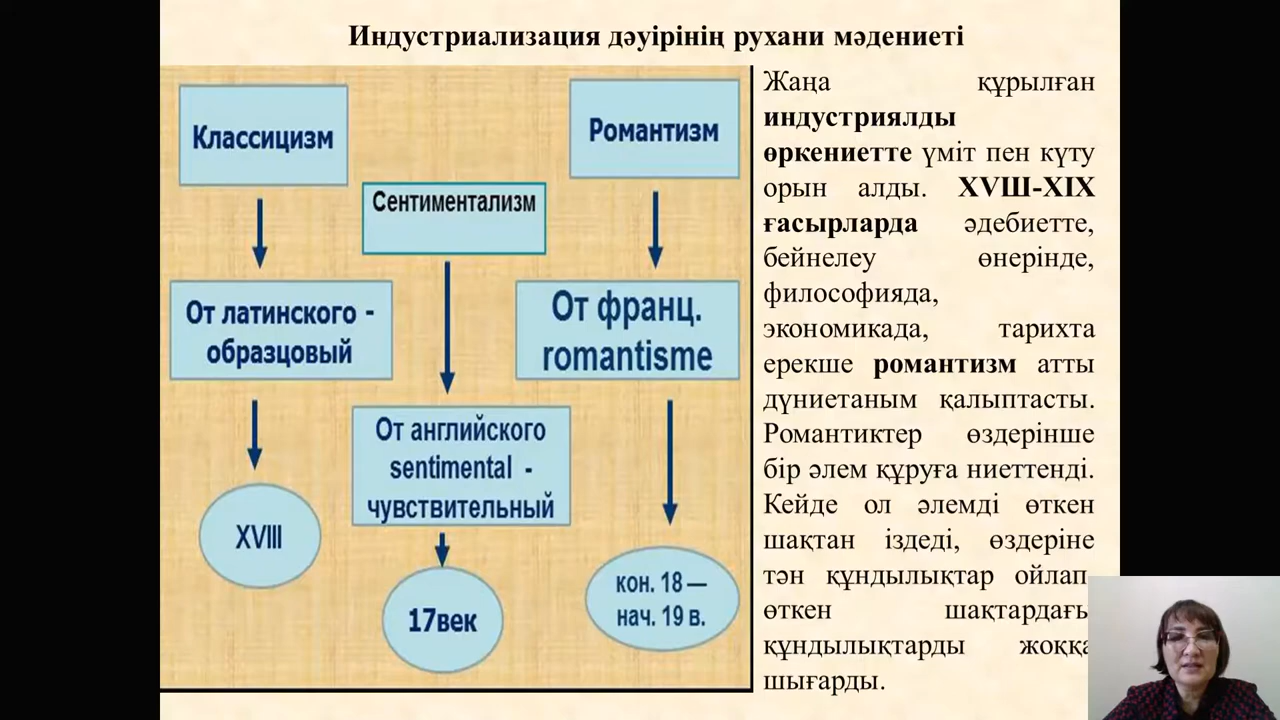 Индустриализация дәуірінің рухани мәдениеті
Классицизм
От латинского -
образцовый
XVIII
Сентиментализм
От английского
sentimental -
чувствительный
17век
Романтизм
От франц.
romantisme
кон. 18 —
нач. 19 в.
Жаңа құрылған
индустриялды
өркениетте үміт пен күту
орын алды. ХVШ-ХІХ
ғасырларда әдебиетте,
бейнелеу өнерінде,
философияда,
экономикада, тарихта
ерекше романтизм атты
дүниетаным қалыптасты.
Романтиктер өздерінше
бір әлем құруға ниеттенді.
Кейде ол әлемді өткен
шақтан іздеді, өздеріне
тән құндылықтар ойлап
өткен шақтардағы
құндылықтарды жоққа
шығарды.